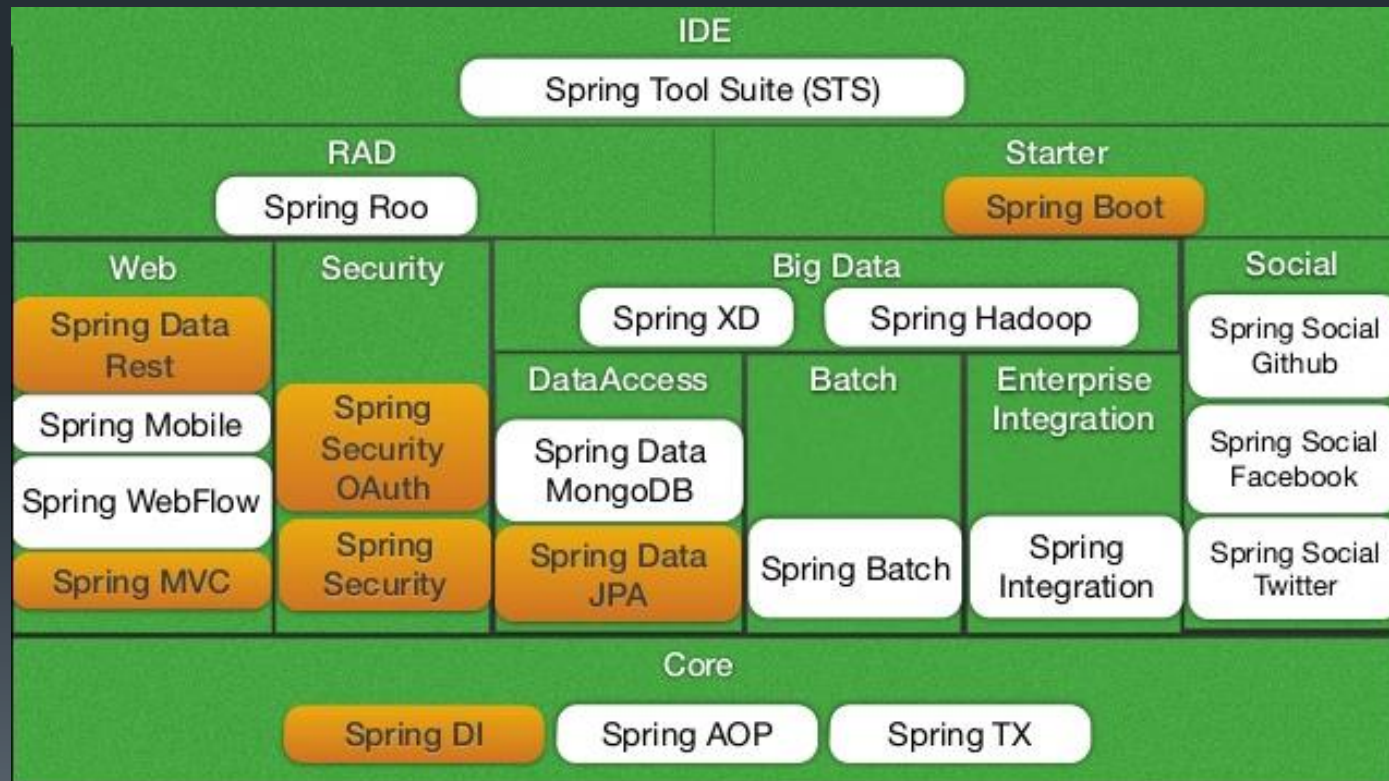 IDE
Spring Tool Suite (STS)
RAD
Spring Roo
Starter
Spring Boot
Web
Spring Data
Rest
Spring Mobile
Spring WebFlow
Spring MVC
Security
Spring
Security
OAuth
Spring
Security
Big Data
Spring XD
Spring Hadoop
DataAccess
Spring Data
MongoDB
Spring Data
JPA
Batch
Spring Batch
Enterprise
Integration
Spring
Integration
Social
Spring Social
Github
Spring Social
Facebook
Spring Social
Twitter
Core
Spring DI
Spring AOP
Spring TX